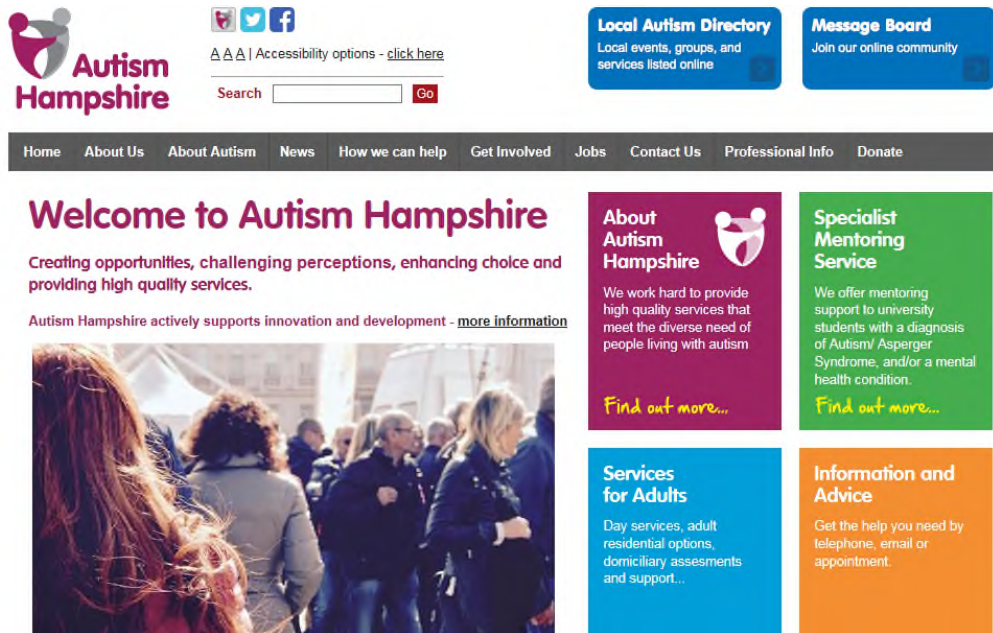 Autism
Hampshire
A A A | Accessibility options - click here
Search
Go
Local Autism Directory
Local events, groups, and
services listed online
Message Board
Join our online community
Home
About Us
About Autism
News
How we can help
Get Involved
Jobs
Contact Us
Professional Info
Donate
Welcome to Autism Hampshire
Creating opportunities, challenging perceptions, enhancing choice and
providing high quality services.
Autism Hampshire actively supports innovation and development - more information
About
Autism
Hampshire
We work hard to provide
high quality services that
meet the diverse need of
people living with autism
Find out more...
Specialist
Mentoring
Service
We offer mentoring
support to university
students with a diagnosis
of Autism/ Asperger
Syndrome, and/or a mental
health condition.
Find out more...
Services
for Adults
Day services, adult
residential options,
domiciliary assesments
and support...
Information and
Advice
Get the help you need by
telephone, email or
appointment.